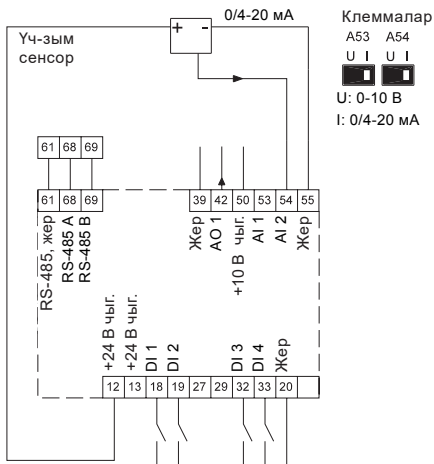 0/4-20 мА
Клеммалар
A53 A54
U I U I
U: 0-10 В
I: 0/4-20 мА
Үч-зым
сенсор
+ -
61 68 69
61 68 69
RS-485, жер
RS-485 A
RS-485 B
39 42 50 53 54 55
Жер
AO 1
+10 В чыг.
AI 1
AI 2
Жер
+24 В чыг.
+24 В чыг.
DI 1
DI 2
DI 3
DI 4
Жер
12 13 18 19 27 29 32 33 20